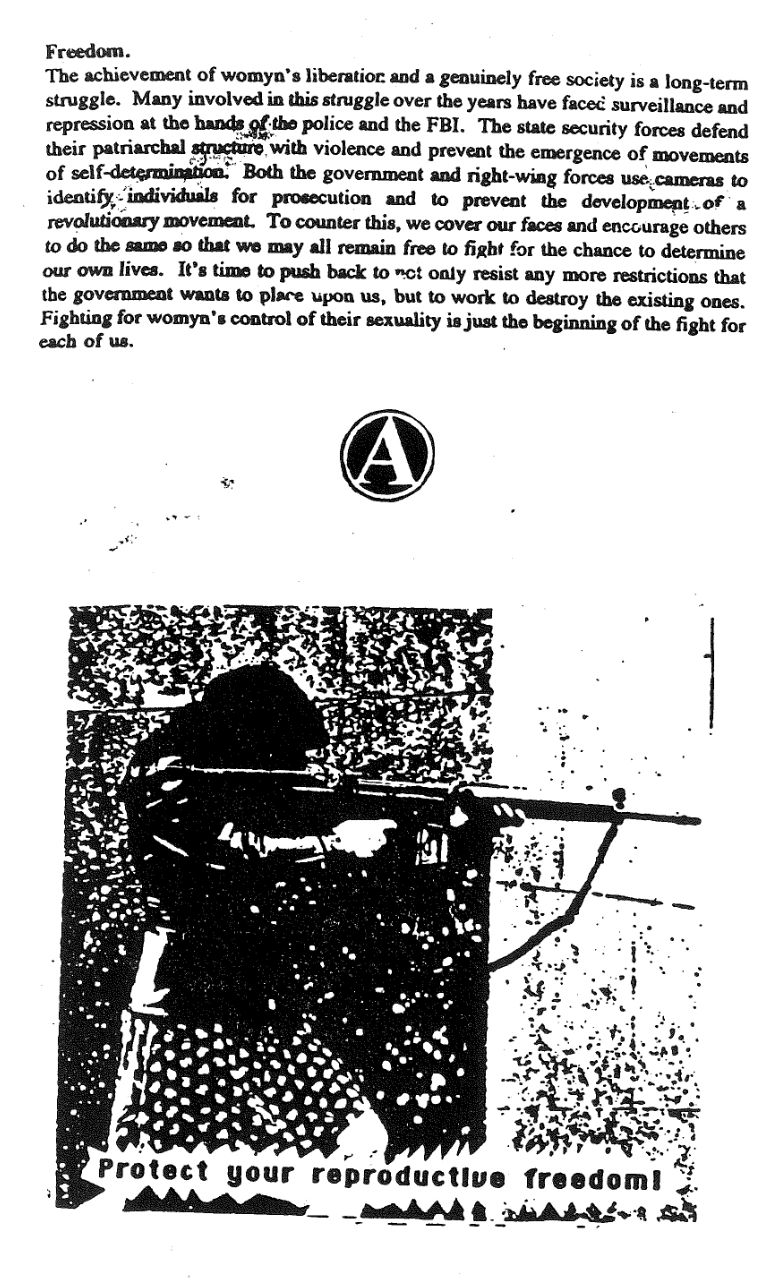 Freedom.
The achievement of womyn's liberation and a genuinely free society is a long-term
struggle. Many involved in this struggle over the years have faced surveillance and
repression at the hands of the police and the FBI. The state security forces defend
their patriarchal structure with violence and prevent the emergence of movements
of self-determination. Both the government and right-wing forces use cameras to
identify individuals for prosecution and to prevent the development of a
revolutionary movement. To counter this, we cover our faces and encourage others
to do the same so that we may all remain free to fight for the chance to determine
our own lives. It's time to push back to not only resist any more restrictions that
the government wants to place upon us, but to work to destroy the existing ones.
Fighting for womyn's control of their sexuality is just the beginning of the fight for
each of us.
A
Protect your reproductive freedom!